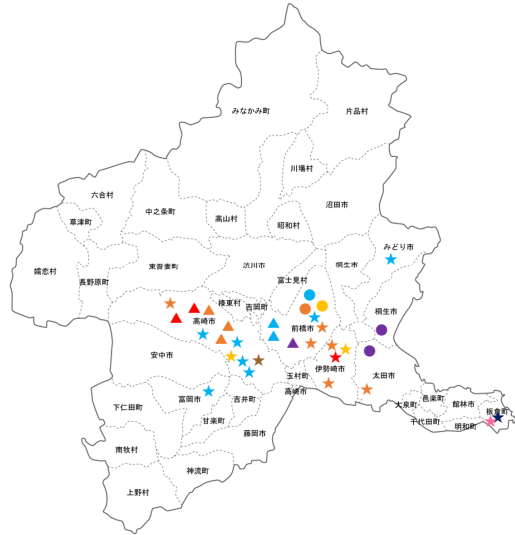 みなかみ町
片品村
川場村
六合村
中之条町
高山村
昭和村
沼田市
草津町
みどり市
嬬恋村
長野原町
東吾妻町
渋川市
桐生市
富士見村
榛東村
吉岡町
高崎市
前橋市
桐生市
安中市
玉村町
伊勢崎市
太田市
高崎市
下仁田町
富岡市
吉井町
甘楽町
藤岡市
大泉町
邑楽町
館林市
板倉町
千代田町
明和町
南牧村
神流町
上野村